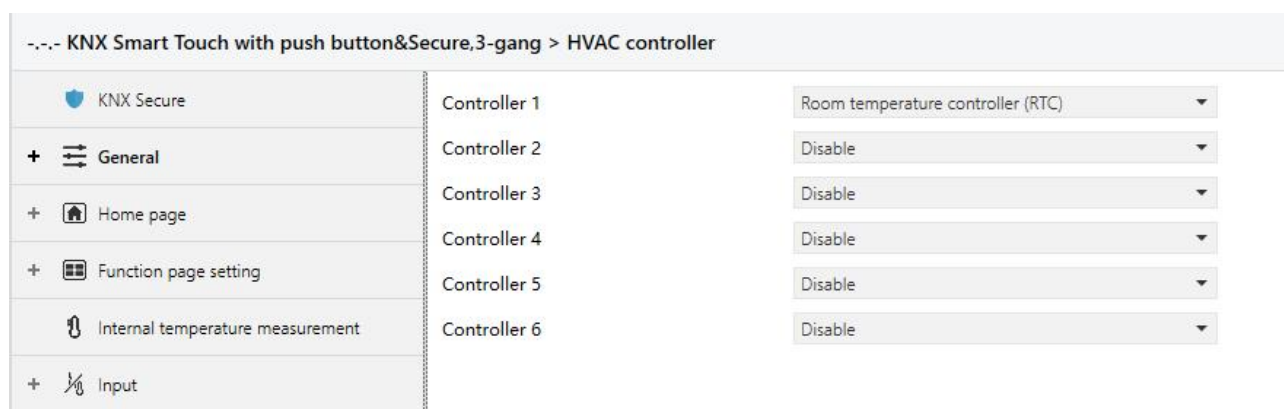 -.-.- KNX Smart Touch with push button&Secure,3-gang > HVAC controller
KNX Secure
+ General
+ Home page
+ Function page setting
Internal temperature measurement
+ Input
Controller 1 Room temperature controller (RTC)
Controller 2 Disable
Controller 3 Disable
Controller 4 Disable
Controller 5 Disable
Controller 6 Disable